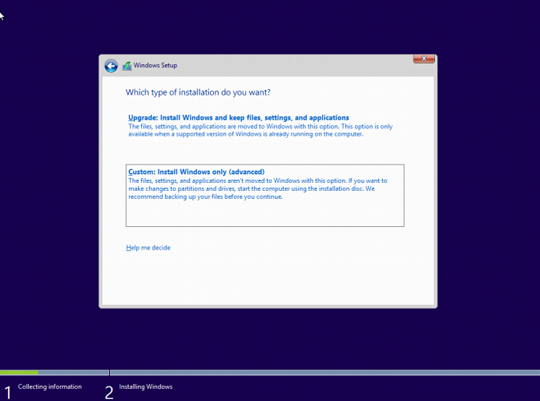 Windows Setup
Which type of installation do you want?
Upgrade: Install Windows and keep files, settings, and applications
The files, settings, and applications are moved to Windows with this option. This option is only
available when a supported version of Windows is already running on the computer.
Custom: Install Windows only (advanced)
The files, settings, and applications aren't moved to Windows with this option. If you want to
make changes to partitions and drives, start the computer using the installation disc. We
recommend backing up your files before you continue.
Help me decide
1 Collecting information
2 Installing Windows